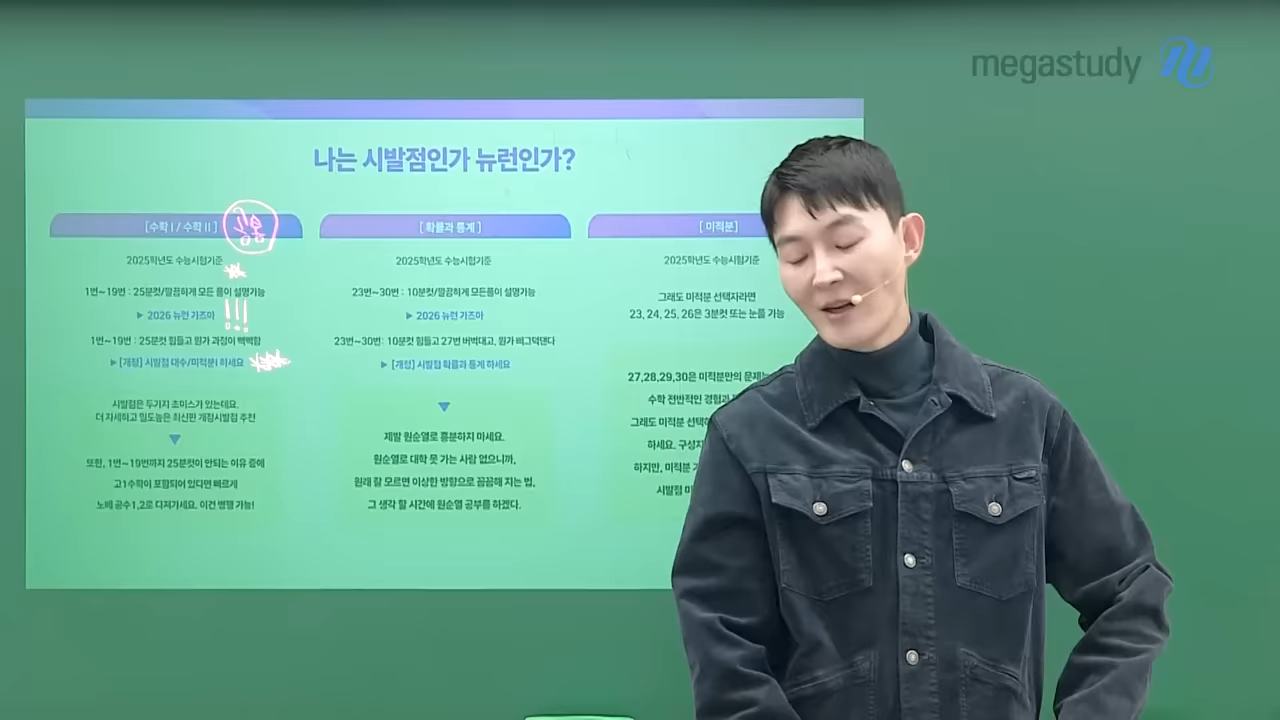 megastudy
나는 시발점인가 뉴런인가?
[수학 I / 수학 II]
공통
2025학년도 수능시험기준
1번~19번 : 25분컷/깔끔하게 모든 풀이 설명가능
▶ 2026 뉴런 가즈아
!!!
1번~19번 : 25분컷 힘들고 뭔가 과정이 빡빡함
▶ [개정] 시발점 대수/미적분I 하세요
시발점은 두가지 초이스가 있는데요.
더 자세하고 밀도높은 최신판 개정시발점 추천
또한, 1번~19번까지 25분컷이 안되는 이유 중에
고1수학이 포함되어 있다면 빠르게
노베 공수1,2로 다져가세요. 이건 병행 가능!
[확률과 통계]
2025학년도 수능시험기준
23번~30번 : 10분컷/깔끔하게 모든풀이 설명가능
▶ 2026 뉴런 가즈아
23번~30번: 10분컷 힘들고 27번 버벅대고, 뭔가 삐그덕댄다
▶ [개정] 시발점 확률과 통계 하세요
제발 원순열로 흥분하지 마세요.
원순열로 대학 못 가는 사람 없으니까,
원래 잘 모르면 이상한 방향으로 꼼꼼해 지는 법,
그 생각 할 시간에 원순열 공부를 하겠다.
[미적분]
2025학년도 수능시험기준
그래도 미적분 선택자라면
23, 24, 25, 26은 3분컷 또는 눈풀 가능
27,28,29,30은 미적분만의 문제는
수학 전반적인 경험과
그래도 미적분 선택
하세요.
하지만, 미적분
시발점